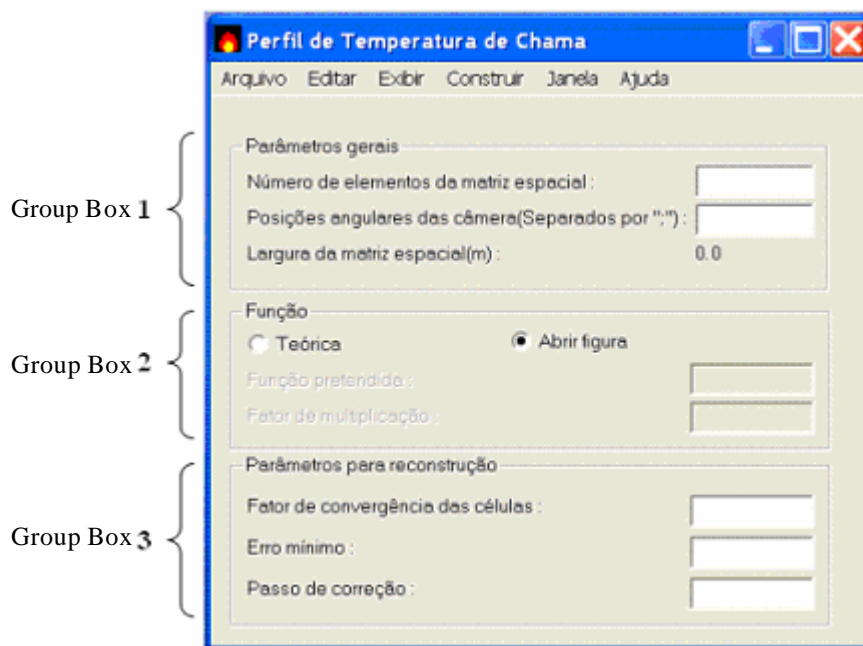 Perfil de Temperatura de Chama
Arquivo Editar Exibir Construir Janela Ajuda
Group Box 1
Parâmetros gerais
Número de elementos da matriz espacial :
Posições angulares das câmera(Separados por ";") :
Largura da matriz espacial(m) : 0.0
Group Box 2
Função
Teórica Abrir figura
Função pretendida :
Fator de multiplicação :
Group Box 3
Parâmetros para reconstrução
Fator de convergência das células :
Erro mínimo :
Passo de correção :